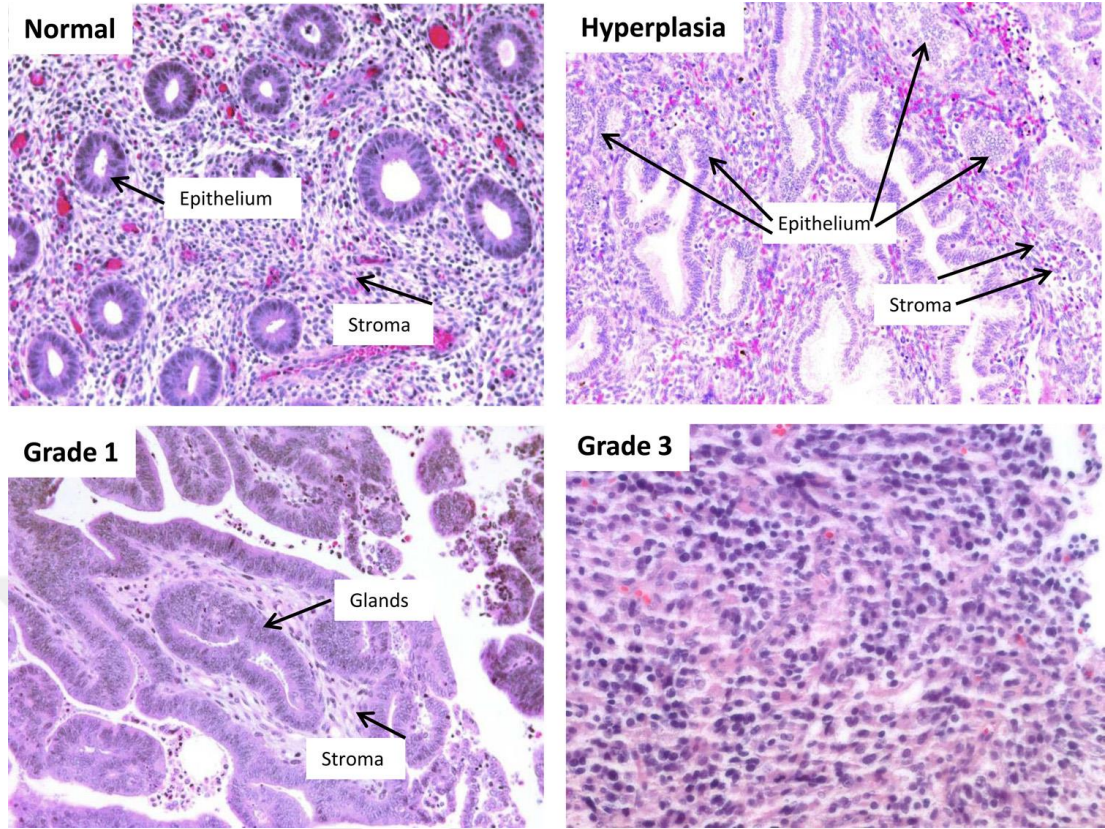 Normal
Epithelium
Stroma
Hyperplasia
Epithelium
Stroma
Grade 1
Glands
Stroma
Grade 3